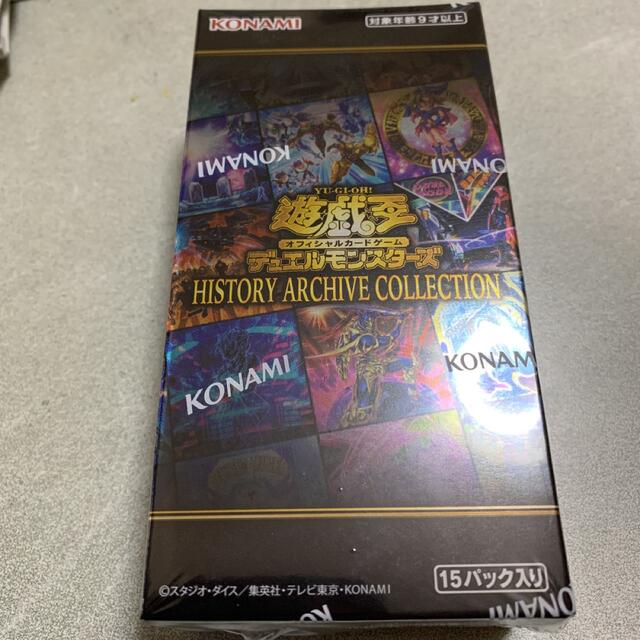 KONAMI
対象年齢9才以上
KONAMI
KONAMI
YU-GI-OH!
遊戯王
オフィシャルカードゲーム
デュエルモンスターズ
HISTORY ARCHIVE COLLECTION
KONAMI
KONAMI
15パック入り
©スタジオ・ダイス/集英社・テレビ東京・KONAMI
KONAMI
KONAMI